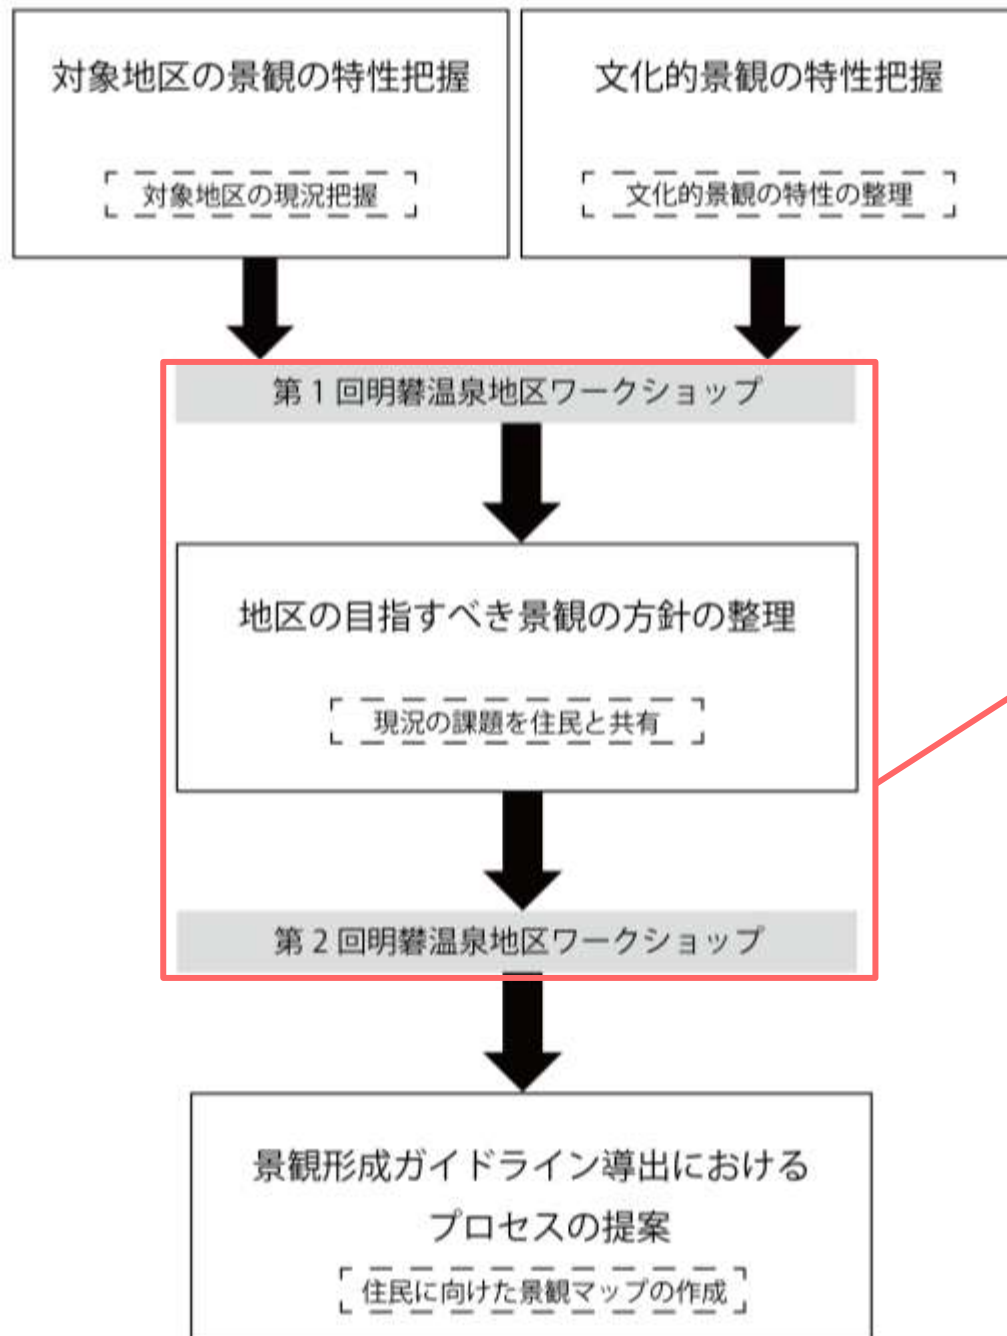 対象地区の景観の特性把握
対象地区の現況把握
文化的景観の特性把握
文化的景観の特性の整理
第1回明礬温泉地区ワークショップ
地区の目指すべき景観の方針の整理
現況の課題を住民と共有
第2回明礬温泉地区ワークショップ
景観形成ガイドライン導出における
プロセスの提案
住民に向けた景観マップの作成